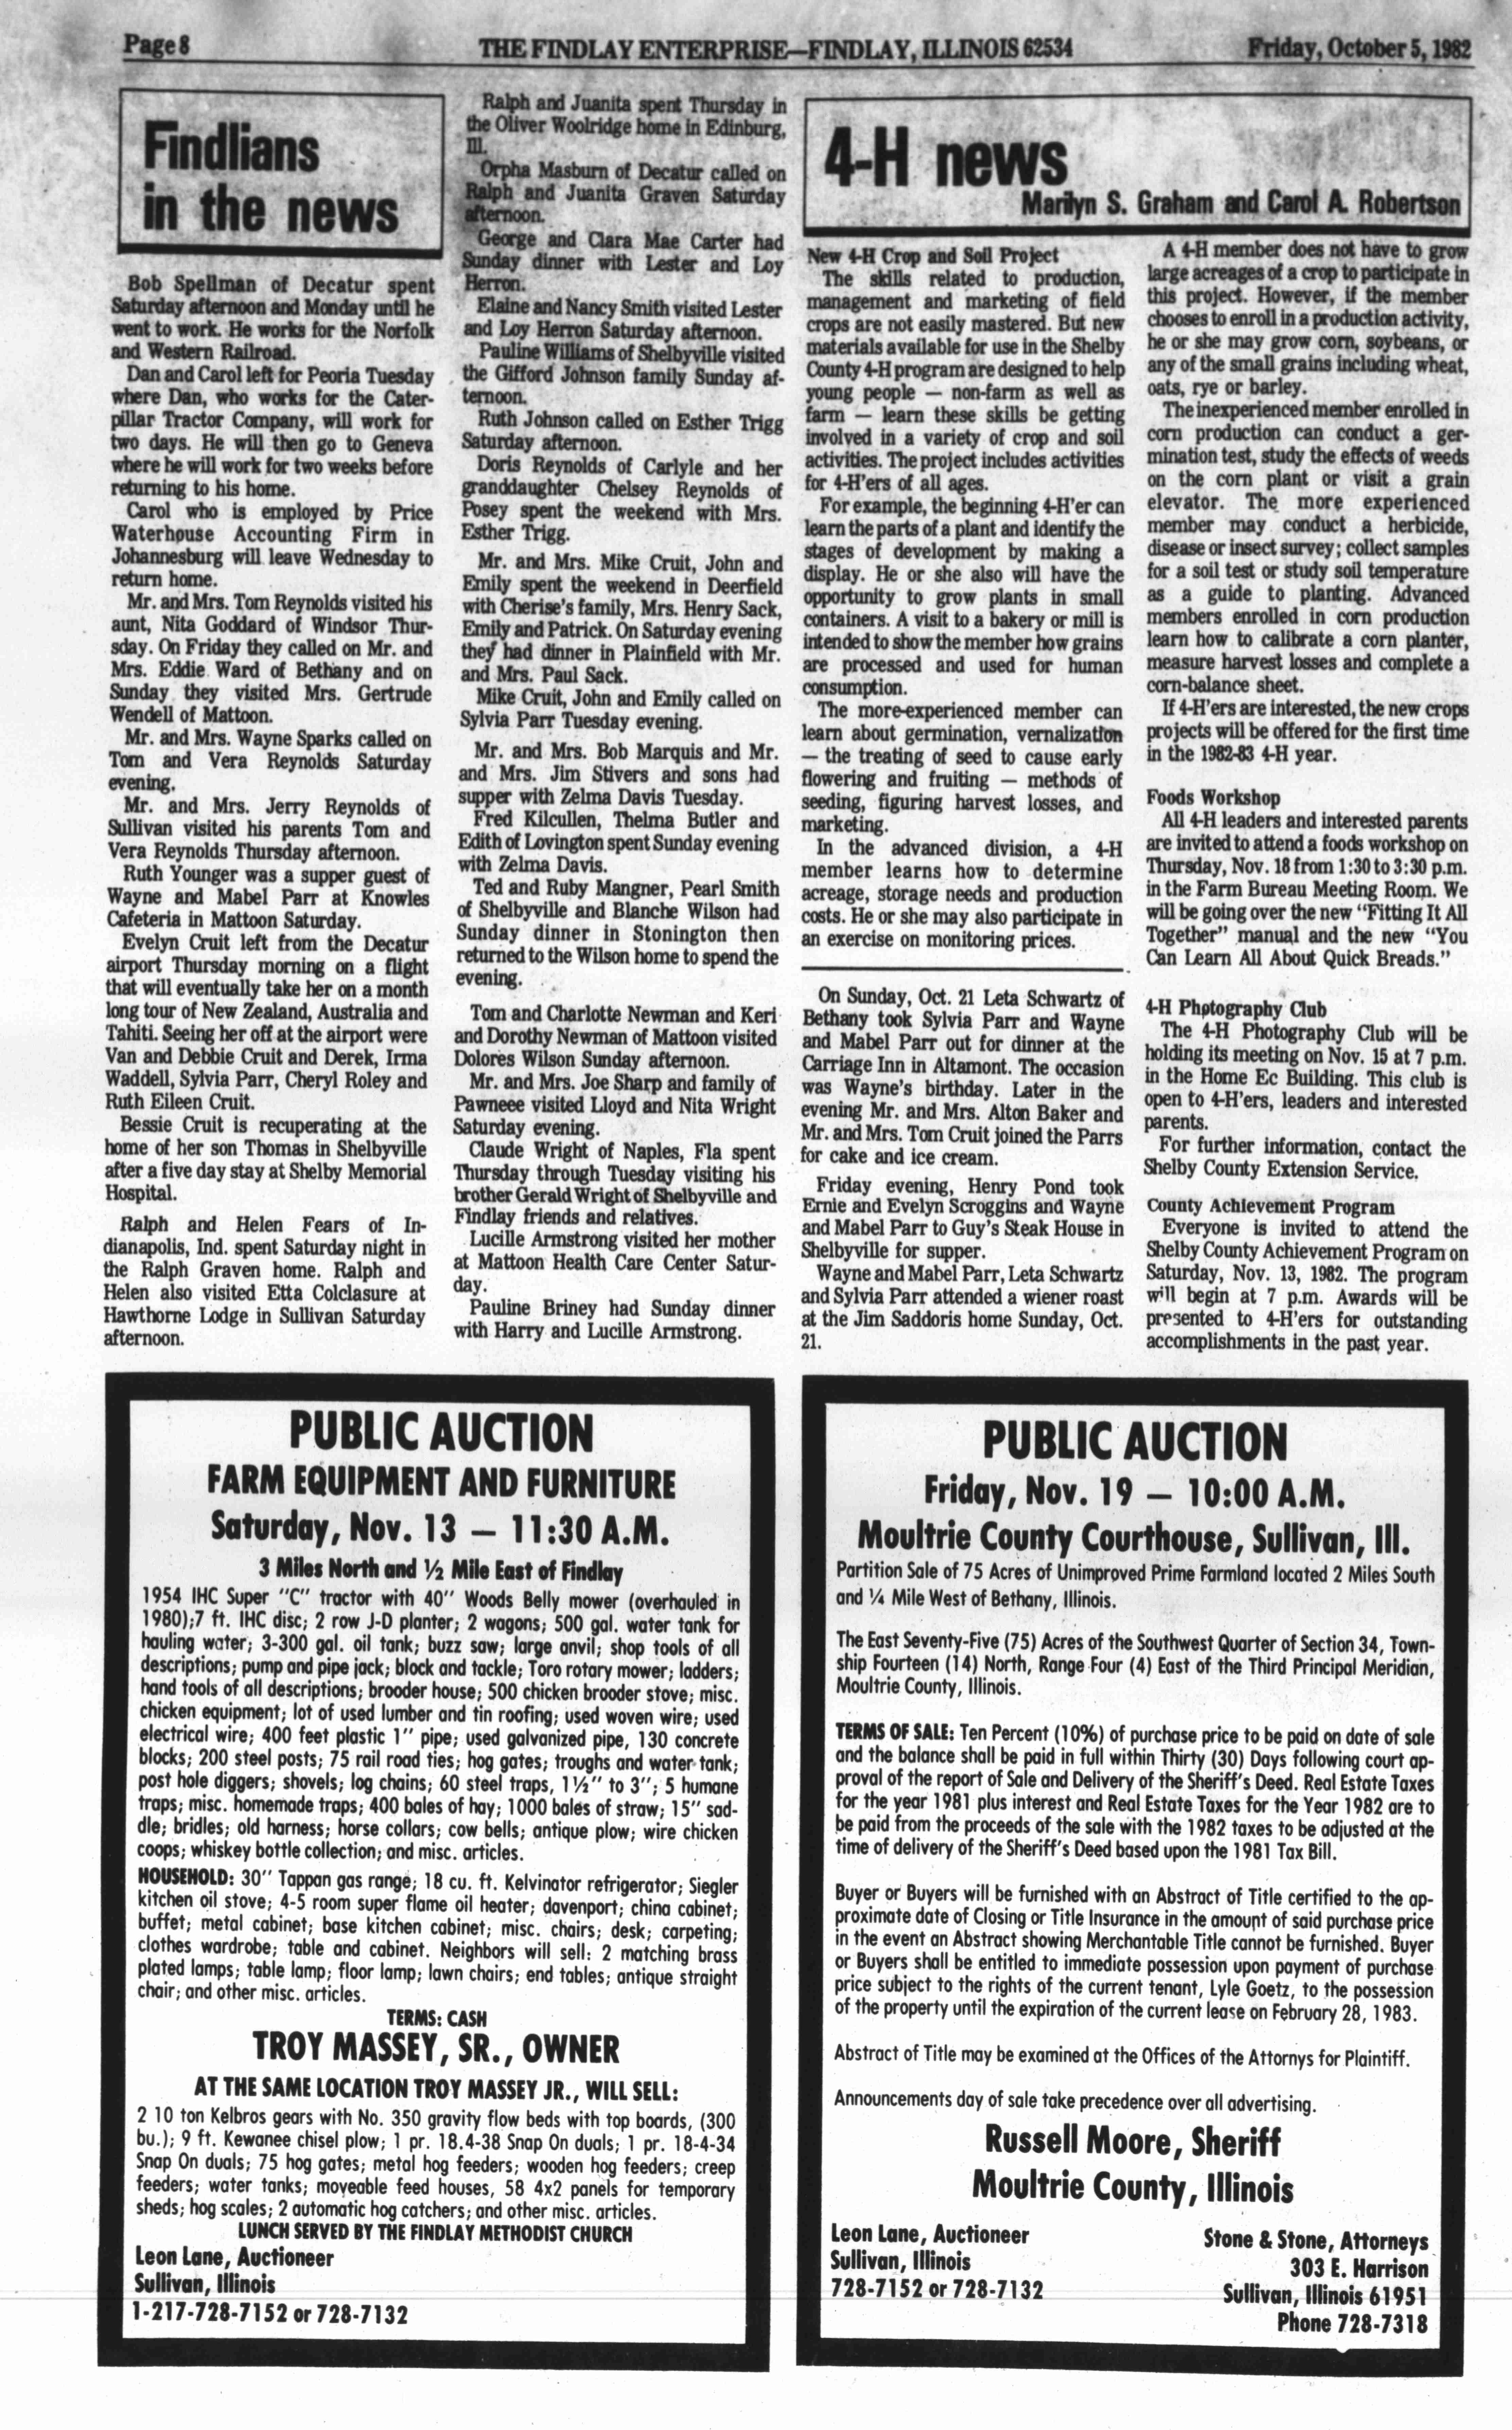 Page 8
THE FINDLAY ENTERPRISE—FINDLAY, ILLINOIS 62534
Friday, October 5, 1982
Findlians
in the news
Bob Spellman of Decatur spent
Saturday afternoon and Monday until he
went to work. He works for the Norfolk
and Western Railroad.
Dan and Carol left for Peoria Tuesday
where Dan, who works for the Cater-
pillar Tractor Company, will work for
two days. He will then go to Geneva
where he will work for two weeks before
returning to his home.
Carol who is employed by Price
Waterhouse Accounting Firm in
Johannesburg will leave Wednesday to
return home.
Mr. and Mrs. Tom Reynolds visited his
aunt, Nita Goddard of Windsor Thur-
sday. On Friday they called on Mr. and
Mrs. Eddie Ward of Bethany and on
Sunday they visited Mrs. Gertrude
Wendell of Mattoon.
Mr. and Mrs. Wayne Sparks called on
Tom and Vera Reynolds Saturday
evening.
Mr. and Mrs. Jerry Reynolds of
Sullivan visited his parents Tom and
Vera Reynolds Thursday afternoon.
Ruth Younger was a supper guest of
Wayne and Mabel Parr at Knowles
Cafeteria in Mattoon Saturday.
Evelyn Cruit left from the Decatur
airport Thursday morning on a flight
that will eventually take her on a month
long tour of New Zealand, Australia and
Tahiti. Seeing her off at the airport were
Van and Debbie Cruit and Derek, Irma
Waddell, Sylvia Parr, Cheryl Roley and
Ruth Eileen Cruit.
Bessie Cruit is recuperating at the
home of her son Thomas in Shelbyville
after a five day stay at Shelby Memorial
Hospital.
Ralph and Helen Fears of In-
dianapolis, Ind. spent Saturday night in
the Ralph Graven home. Ralph and
Helen also visited Etta Colclasure at
Hawthorne Lodge in Sullivan Saturday
afternoon.
Ralph and Juanita spent Thursday in
the Oliver Woolridge home in Edinburg,
Ill.
Orpha Masburn of Decatur called on
Ralph and Juanita Graven Saturday
afternoon.
George and Clara Mae Carter had
Sunday dinner with Lester and Loy
Herron.
Elaine and Nancy Smith visited Lester
and Loy Herron Saturday afternoon.
Pauline Williams of Shelbyville visited
the Gifford Johnson family Sunday af-
ternoon.
Ruth Johnson called on Esther Trigg
Saturday afternoon.
Doris Reynolds of Carlyle and her
granddaughter Chelsey Reynolds of
Posey spent the weekend with Mrs.
Esther Trigg.
Mr. and Mrs. Mike Cruit, John and
Emily spent the weekend in Deerfield
with Cherise's family, Mrs. Henry Sack,
Emily and Patrick. On Saturday evening
they had dinner in Plainfield with Mr.
and Mrs. Paul Sack.
Mike Cruit, John and Emily called on
Sylvia Parr Tuesday evening.
Mr. and Mrs. Bob Marquis and Mr.
and Mrs. Jim Stivers and sons had
supper with Zelma Davis Tuesday.
Fred Kilcullen, Thelma Butler and
Edith of Lovington spent Sunday evening
with Zelma Davis.
Ted and Ruby Mangner, Pearl Smith
of Shelbyville and Blanche Wilson had
Sunday dinner in Stonington then
returned to the Wilson home to spend the
evening.
Tom and Charlotte Newman and Keri
and Dorothy Newman of Mattoon visited
Dolores Wilson Sunday afternoon.
Mr. and Mrs. Joe Sharp and family of
Pawneee visited Lloyd and Nita Wright
Saturday evening.
Claude Wright of Naples, Fla spent
Thursday through Tuesday visiting his
brother Gerald Wright of Shelbyville and
Findlay friends and relatives.
Lucille Armstrong visited her mother
at Mattoon Health Care Center Satur-
day.
Pauline Briney had Sunday dinner
with Harry and Lucille Armstrong.
4-H news
Marilyn S. Graham and Carol A. Robertson
New 4-H Crop and Soil Project
The skills related to production,
management and marketing of field
crops are not easily mastered. But new
materials available for use in the Shelby
County 4-H program are designed to help
young people — non-farm as well as
farm — learn these skills be getting
involved in a variety of crop and soil
activities. The project includes activities
for 4-H'ers of all ages.
For example, the beginning 4-H'er can
learn the parts of a plant and identify the
stages of development by making a
display. He or she also will have the
opportunity to grow plants in small
containers. A visit to a bakery or mill is
intended to show the member how grains
are processed and used for human
consumption.
The more-experienced member can
learn about germination, vernalization
— the treating of seed to cause early
flowering and fruiting — methods of
seeding, figuring harvest losses, and
marketing.
In the advanced division, a 4-H
member learns how to determine
acreage, storage needs and production
costs. He or she may also participate in
an exercise on monitoring prices.
On Sunday, Oct. 21 Leta Schwartz of
Bethany took Sylvia Parr and Wayne
and Mabel Parr out for dinner at the
Carriage Inn in Altamont. The occasion
was Wayne's birthday. Later in the
evening Mr. and Mrs. Alton Baker and
Mr. and Mrs. Tom Cruit joined the Parrs
for cake and ice cream.
Friday evening, Henry Pond took
Ernie and Evelyn Scroggins and Wayne
and Mabel Parr to Guy's Steak House in
Shelbyville for supper.
Wayne and Mabel Parr, Leta Schwartz
and Sylvia Parr attended a wiener roast
at the Jim Saddoris home Sunday, Oct.
21.
A 4-H member does not have to grow
large acreages of a crop to participate in
this project. However, if the member
chooses to enroll in a production activity,
he or she may grow corn, soybeans, or
any of the small grains including wheat,
oats, rye or barley.
The inexperienced member enrolled in
corn production can conduct a ger-
mination test, study the effects of weeds
on the corn plant or visit a grain
elevator. The more experienced
member may conduct a herbicide,
disease or insect survey; collect samples
for a soil test or study soil temperature
as a guide to planting. Advanced
members enrolled in corn production
learn how to calibrate a corn planter,
measure harvest losses and complete a
corn-balance sheet.
If 4-H'ers are interested, the new crops
projects will be offered for the first time
in the 1982-83 4-H year.
Foods Workshop
All 4-H leaders and interested parents
are invited to attend a foods workshop on
Thursday, Nov. 18 from 1:30 to 3:30 p.m.
in the Farm Bureau Meeting Room. We
will be going over the new "Fitting It All
Together" manual and the new "You
Can Learn All About Quick Breads."
4-H Photography Club
The 4-H Photography Club will be
holding its meeting on Nov. 15 at 7 p.m.
in the Home Ec Building. This club is
open to 4-H'ers, leaders and interested
parents.
For further information, contact the
Shelby County Extension Service.
County Achievement Program
Everyone is invited to attend the
Shelby County Achievement Program on
Saturday, Nov. 13, 1982. The program
will begin at 7 p.m. Awards will be
presented to 4-H'ers for outstanding
accomplishments in the past year.
PUBLIC AUCTION
FARM EQUIPMENT AND FURNITURE
Saturday, Nov. 13 — 11:30 A.M.
3 Miles North and ½ Mile East of Findlay
1954 IHC Super "C" tractor with 40" Woods Belly mower (overhauled in
1980);7 ft. IHC disc; 2 row J-D planter; 2 wagons; 500 gal. water tank for
hauling water; 3-300 gal. oil tank; buzz saw; large anvil; shop tools of all
descriptions; pump and pipe jack; block and tackle; Toro rotary mower; ladders;
hand tools of all descriptions; brooder house; 500 chicken brooder stove; misc.
chicken equipment; lot of used lumber and tin roofing; used woven wire; used
electrical wire; 400 feet plastic 1" pipe; used galvanized pipe, 130 concrete
blocks; 200 steel posts; 75 rail road ties; hog gates; troughs and water tank;
post hole diggers; shovels; log chains; 60 steel traps, 1½" to 3"; 5 humane
traps; misc. homemade traps; 400 bales of hay; 1000 bales of straw; 15" sad-
dle; bridles; old harness; horse collars; cow bells; antique plow; wire chicken
coops; whiskey bottle collection; and misc. articles.
HOUSEHOLD: 30" Tappan gas range; 18 cu. ft. Kelvinator refrigerator; Siegler
kitchen oil stove; 4-5 room super flame oil heater; davenport; china cabinet;
buffet; metal cabinet; base kitchen cabinet; misc. chairs; desk; carpeting;
clothes wardrobe; table and cabinet. Neighbors will sell: 2 matching brass
plated lamps; table lamp; floor lamp; lawn chairs; end tables; antique straight
chair; and other misc. articles.
TERMS: CASH
TROY MASSEY, SR., OWNER
AT THE SAME LOCATION TROY MASSEY JR., WILL SELL:
2 10 ton Kelbros gears with No. 350 gravity flow beds with top boards, (300
bu.); 9 ft. Kewanee chisel plow; 1 pr. 18.4-38 Snap On duals; 1 pr. 18-4-34
Snap On duals; 75 hog gates; metal hog feeders; wooden hog feeders; creep
feeders; water tanks; moveable feed houses, 58 4x2 panels for temporary
sheds; hog scales; 2 automatic hog catchers; and other misc. articles.
LUNCH SERVED BY THE FINDLAY METHODIST CHURCH
Leon Lane, Auctioneer
Sullivan, Illinois
1-217-728-7152 or 728-7132
PUBLIC AUCTION
Friday, Nov. 19 — 10:00 A.M.
Moultrie County Courthouse, Sullivan, Ill.
Partition Sale of 75 Acres of Unimproved Prime Farmland located 2 Miles South
and ¼ Mile West of Bethany, Illinois.
The East Seventy-Five (75) Acres of the Southwest Quarter of Section 34, Town-
ship Fourteen (14) North, Range Four (4) East of the Third Principal Meridian,
Moultrie County, Illinois.
TERMS OF SALE: Ten Percent (10%) of purchase price to be paid on date of sale
and the balance shall be paid in full within Thirty (30) Days following court ap-
proval of the report of Sale and Delivery of the Sheriff's Deed. Real Estate Taxes
for the year 1981 plus interest and Real Estate Taxes for the Year 1982 are to
be paid from the proceeds of the sale with the 1982 taxes to be adjusted at the
time of delivery of the Sheriff's Deed based upon the 1981 Tax Bill.
Buyer or Buyers will be furnished with an Abstract of Title certified to the ap-
proximate date of Closing or Title Insurance in the amount of said purchase price
in the event an Abstract showing Merchantable Title cannot be furnished. Buyer
or Buyers shall be entitled to immediate possession upon payment of purchase
price subject to the rights of the current tenant, Lyle Goetz, to the possession
of the property until the expiration of the current lease on February 28, 1983.
Abstract of Title may be examined at the Offices of the Attornys for Plaintiff.
Announcements day of sale take precedence over all advertising.
Russell Moore, Sheriff
Moultrie County, Illinois
Leon Lane, Auctioneer
Sullivan, Illinois
728-7152 or 728-7132
Stone & Stone, Attorneys
303 E. Harrison
Sullivan, Illinois 61951
Phone 728-7318